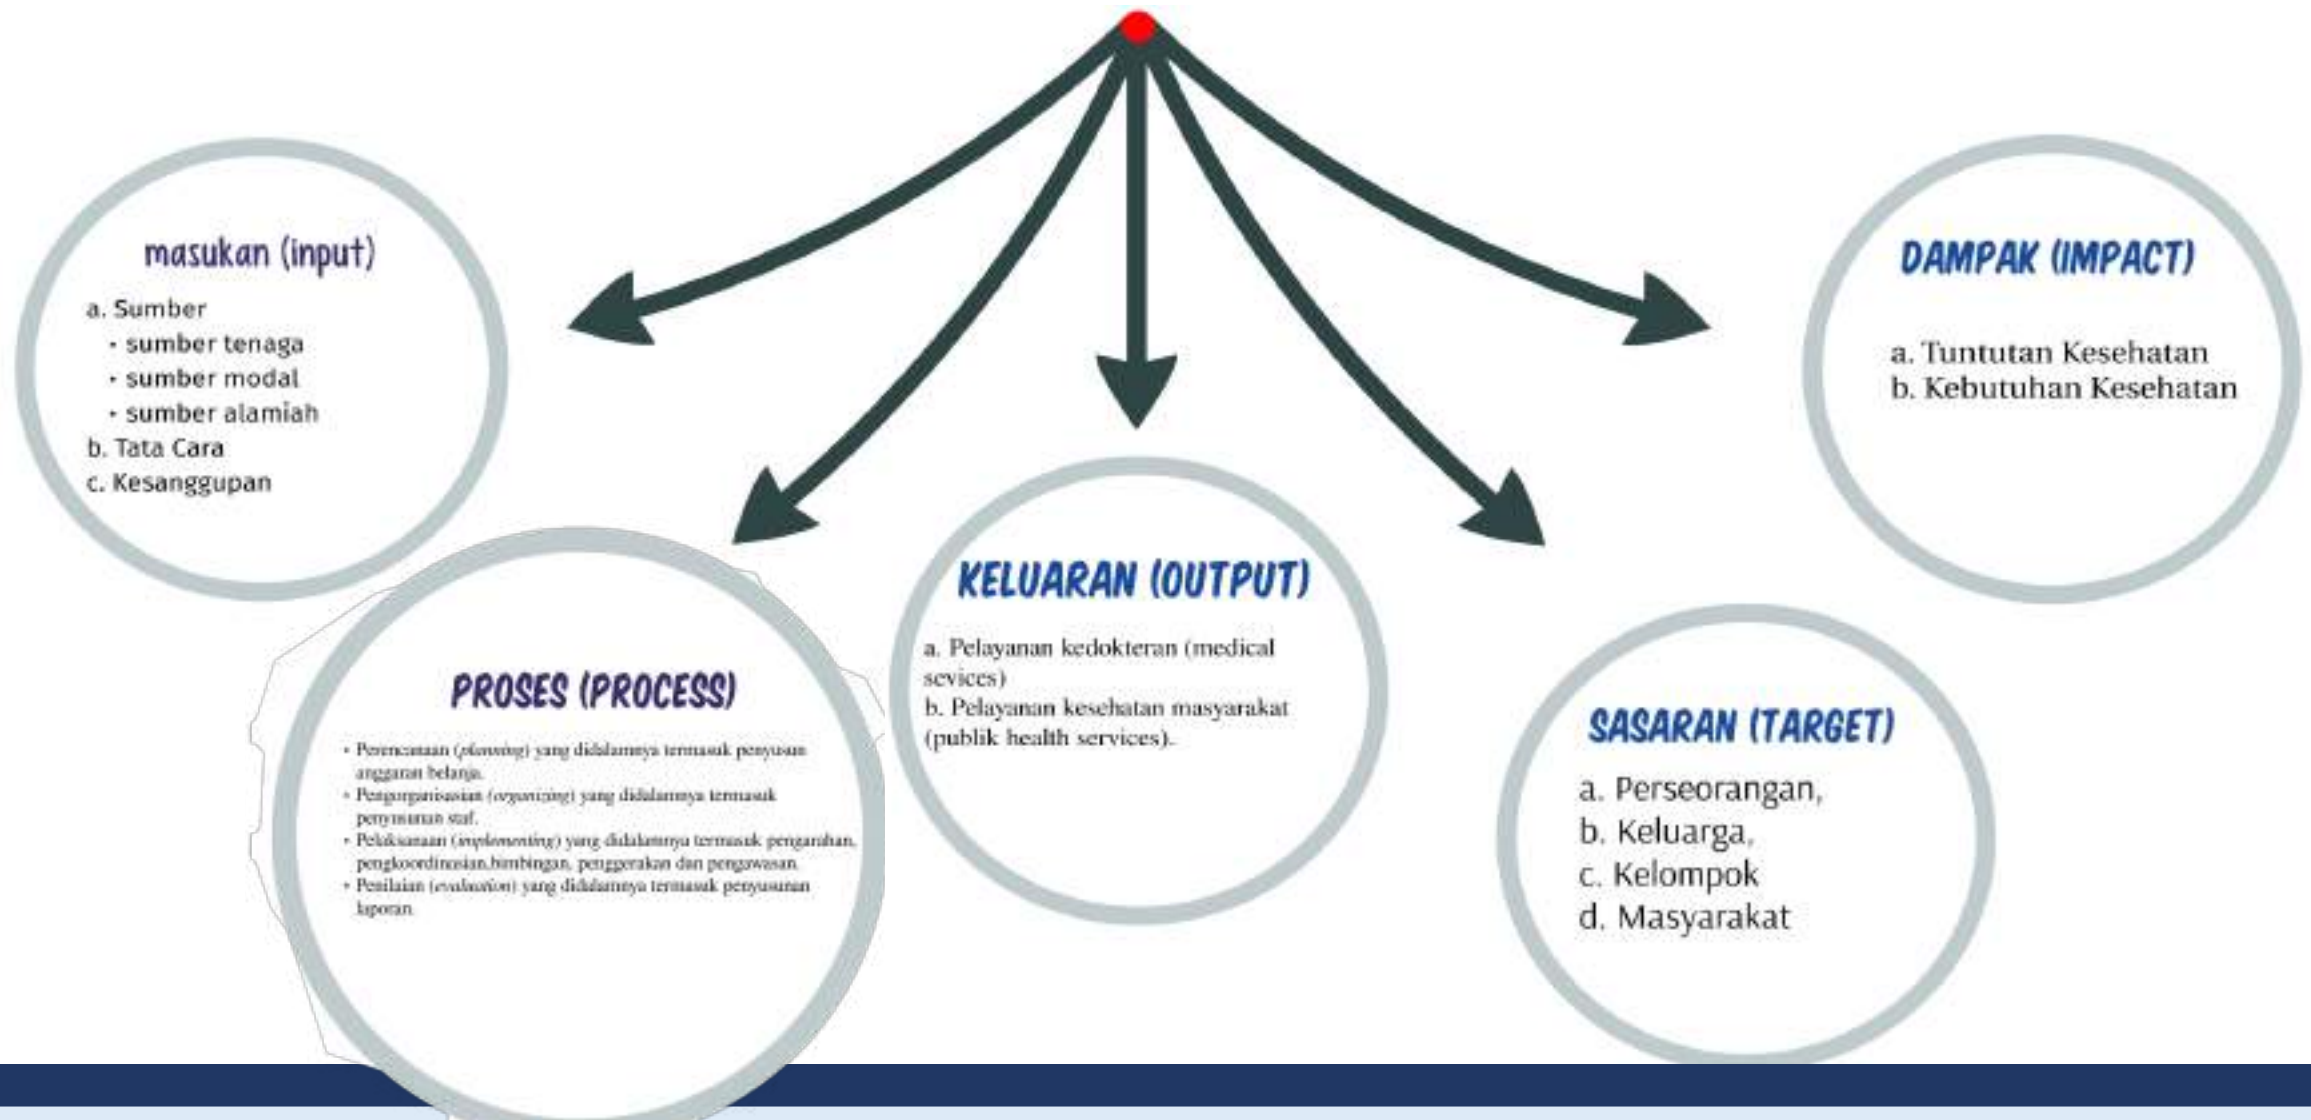 masukan (input)
a. Sumber
• sumber tenaga
• sumber modal
• sumber alamiah
b. Tata Cara
c. Kesanggupan
PROSES (PROCESS)
• Perencanaan (planning) yang didalamnya termasuk penyusun
anggaran belanja.
• Pengorganisasian (organizing) yang didalamnya termasuk
penyusunan staf.
• Pelaksanaan (implementing) yang didalamnya termasuk pengarahan,
pengkoordinasian,bimbingan, penggerakan dan pengawasan.
• Penilaian (evaluation) yang didalamnya termasuk penyusunan
laporan.
KELUARAN (OUTPUT)
a. Pelayanan kedokteran (medical
sevices)
b. Pelayanan kesehatan masyarakat
(publik health services).
SASARAN (TARGET)
a. Perseorangan,
b. Keluarga,
c. Kelompok
d. Masyarakat
DAMPAK (IMPACT)
a. Tuntutan Kesehatan
b. Kebutuhan Kesehatan